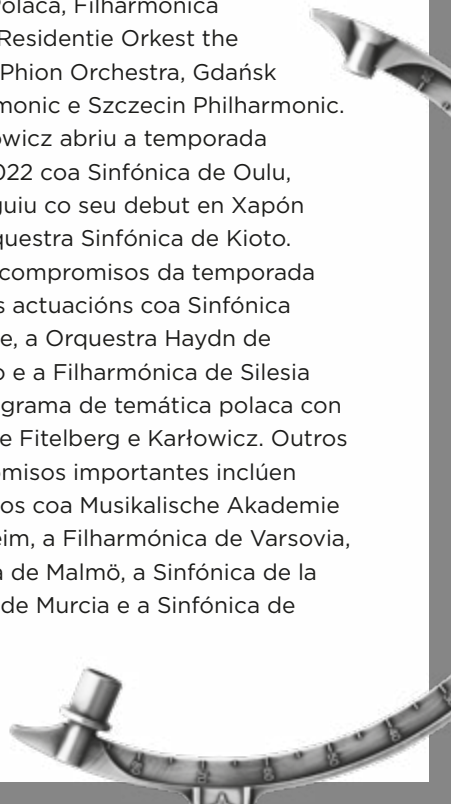 olaca, Filharmónica
Residentie Orkest the
Phion Orchestra, Gdańsk
monic e Szczecin Philharmonic.
wicz abriu a temporada
022 coa Sinfónica de Oulu,
guiu co seu debut en Xapón
questra Sinfónica de Kioto.
compromisos da temporada
s actuacións coa Sinfónica
e, a Orquestra Haydn de
o e a Filharmónica de Silesia
grama de temática polaca con
e Fitelberg e Karłowicz. Outros
misos importantes inclúen
os coa Musikalische Akademie
eim, a Filharmónica de Varsovia,
a de Malmö, a Sinfónica de la
de Murcia e a Sinfónica de